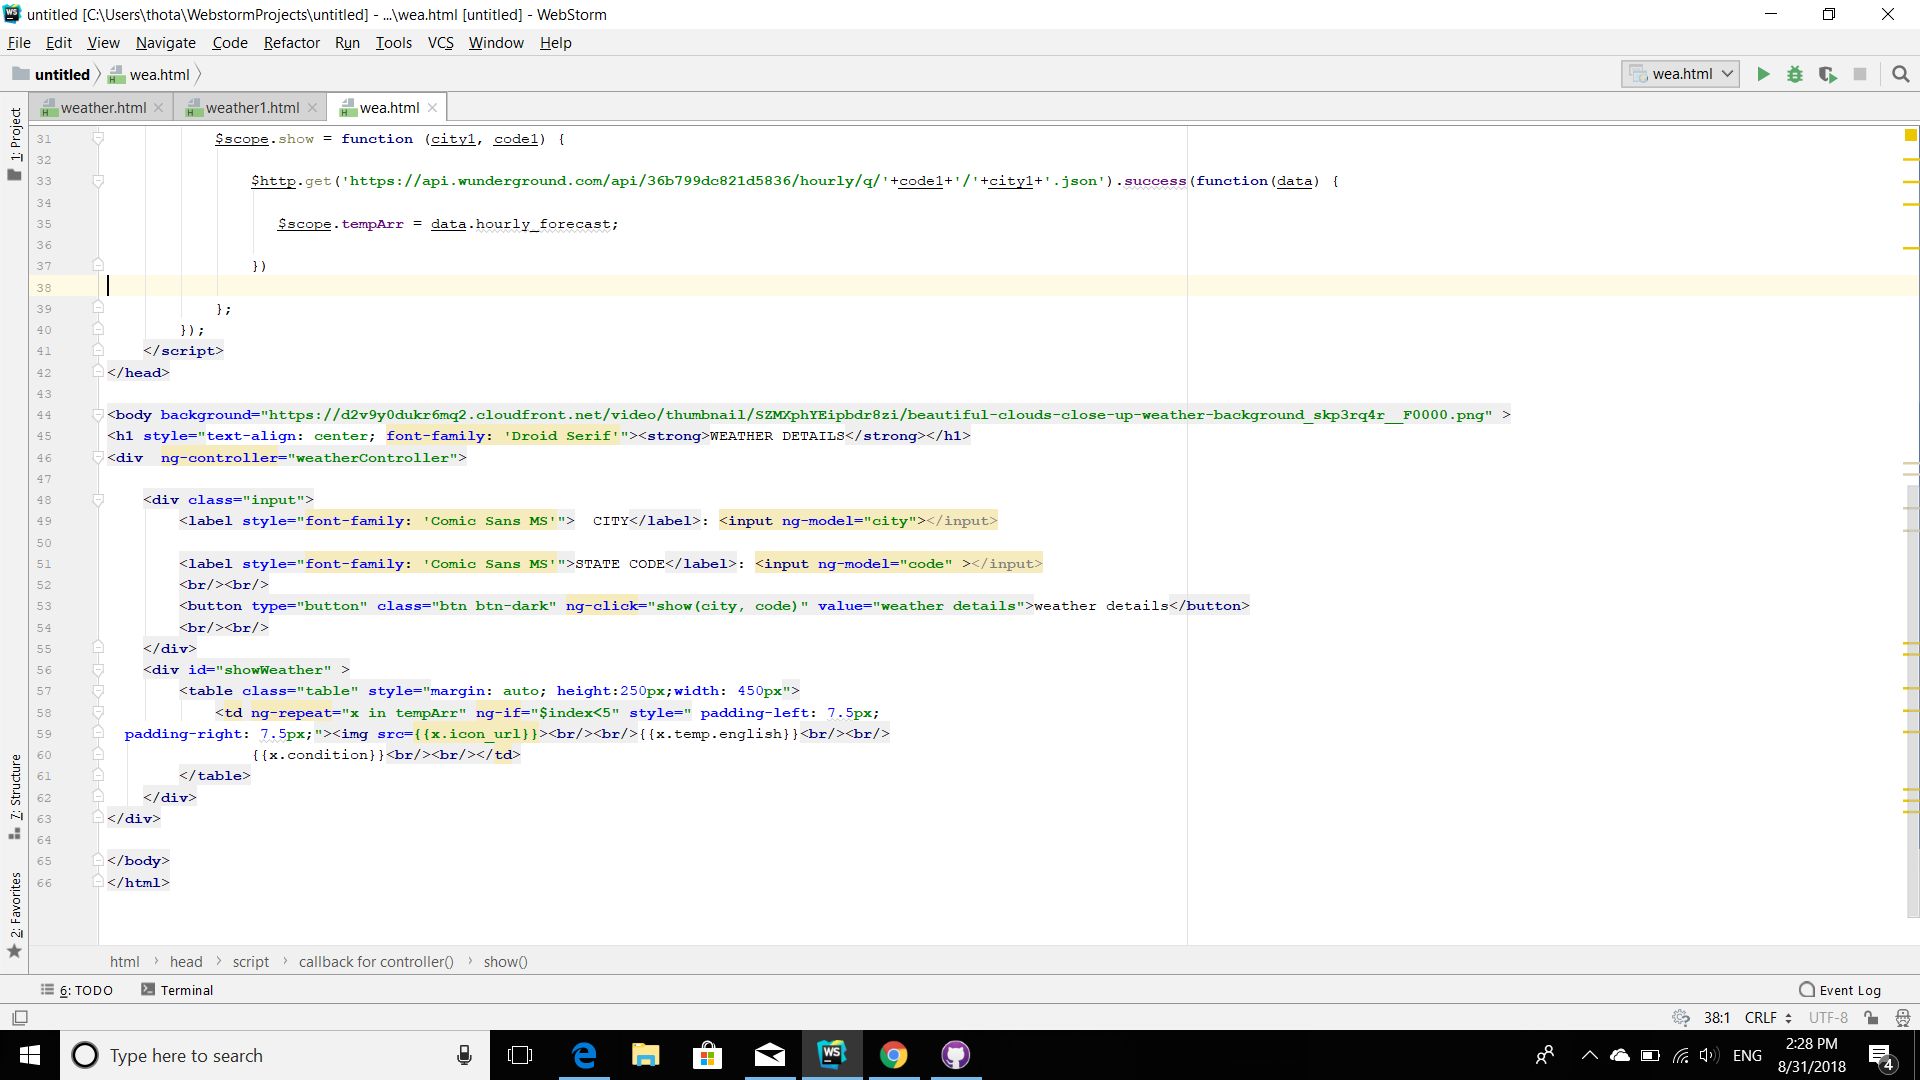 untitled [C:\Users\thota\WebstormProjects\untitled] - ...\wea.html [untitled] - WebStorm
File Edit View Navigate Code Refactor Run Tools VCS Window Help
untitled wea.html
wea.html
weather.html weather1.html wea.html
1: Project
7: Structure
2: Favorites
31 $scope.show = function (city1, code1) {
32
33 $http.get('https://api.wunderground.com/api/36b799dc821d5836/hourly/q/'+code1+'/'+city1+'.json').success(function(data) {
34
35 $scope.tempArr = data.hourly_forecast;
36
37 })
38
39 };
40 });
41 </script>
42 </head>
43
44 <body background="https://d2v9y0dukr6mq2.cloudfront.net/video/thumbnail/SZMXphYEipbdr8zi/beautiful-clouds-close-up-weather-background_skp3rq4r__F0000.png" >
45 <h1 style="text-align: center; font-family: 'Droid Serif'"><strong>WEATHER DETAILS</strong></h1>
46 <div  ng-controller="weatherController">
47
48 <div class="input">
49 <label style="font-family: 'Comic Sans MS'">  CITY</label>: <input ng-model="city"></input>
50
51 <label style="font-family: 'Comic Sans MS'">STATE CODE</label>: <input ng-model="code" ></input>
52 <br/><br/>
53 <button type="button" class="btn btn-dark" ng-click="show(city, code)" value="weather details">weather details</button>
54 <br/><br/>
55 </div>
56 <div id="showWeather" >
57 <table class="table" style="margin: auto; height:250px;width: 450px">
58 <td ng-repeat="x in tempArr" ng-if="$index<5" style=" padding-left: 7.5px;
59 padding-right: 7.5px;"><img src={{x.icon_url}}><br/><br/>{{x.temp.english}}<br/><br/>
60 {{x.condition}}<br/><br/></td>
61 </table>
62 </div>
63 </div>
64
65 </body>
66 </html>
html head script callback for controller() show()
6: TODO Terminal Event Log
38:1 CRLF UTF-8
Type here to search
WS
ENG
2:28 PM
8/31/2018
4